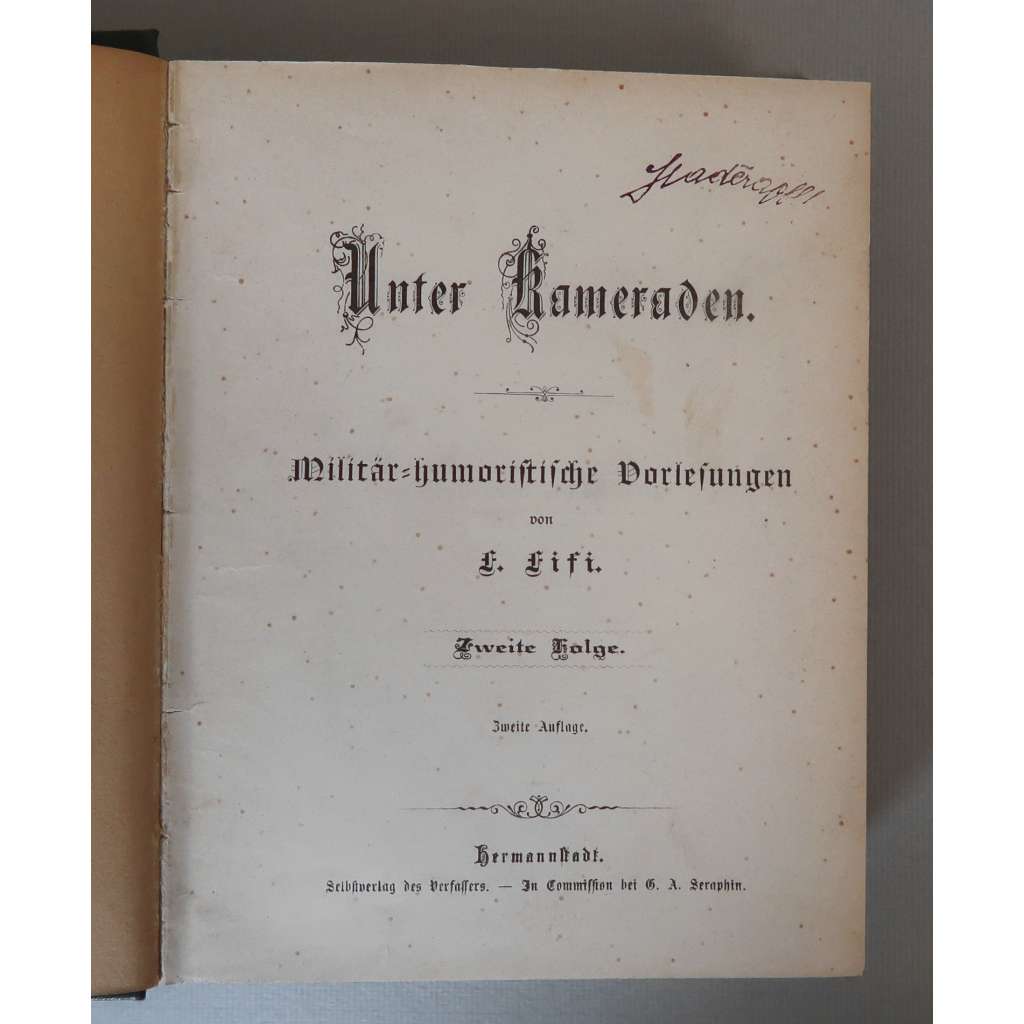 Unter Kameraden.
Militär-humoristische Vorlesungen
von
F. Fifi.
Zweite Folge.
Zweite Auflage.
Hermannstadt.
Selbstverlag des Verfassers. — In Commission bei G. A. Seraphin.